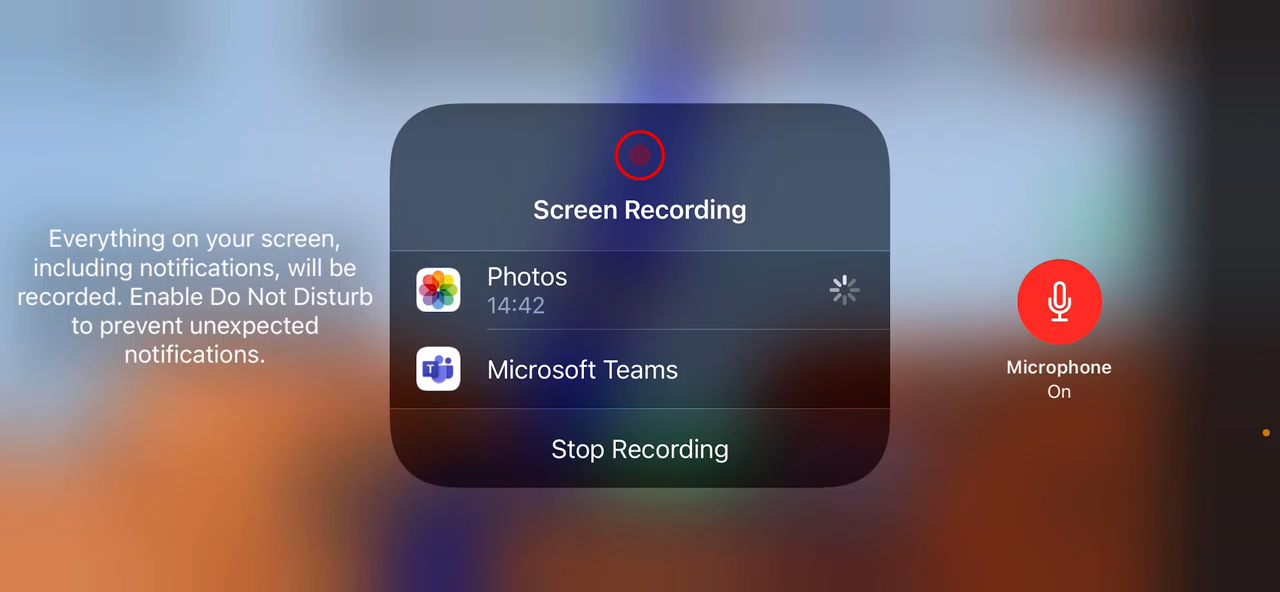 Everything on your screen,
including notifications, will be
recorded. Enable Do Not Disturb
to prevent unexpected
notifications.
Screen Recording
Photos
14:42
T
Microsoft Teams
Stop Recording
Microphone
On